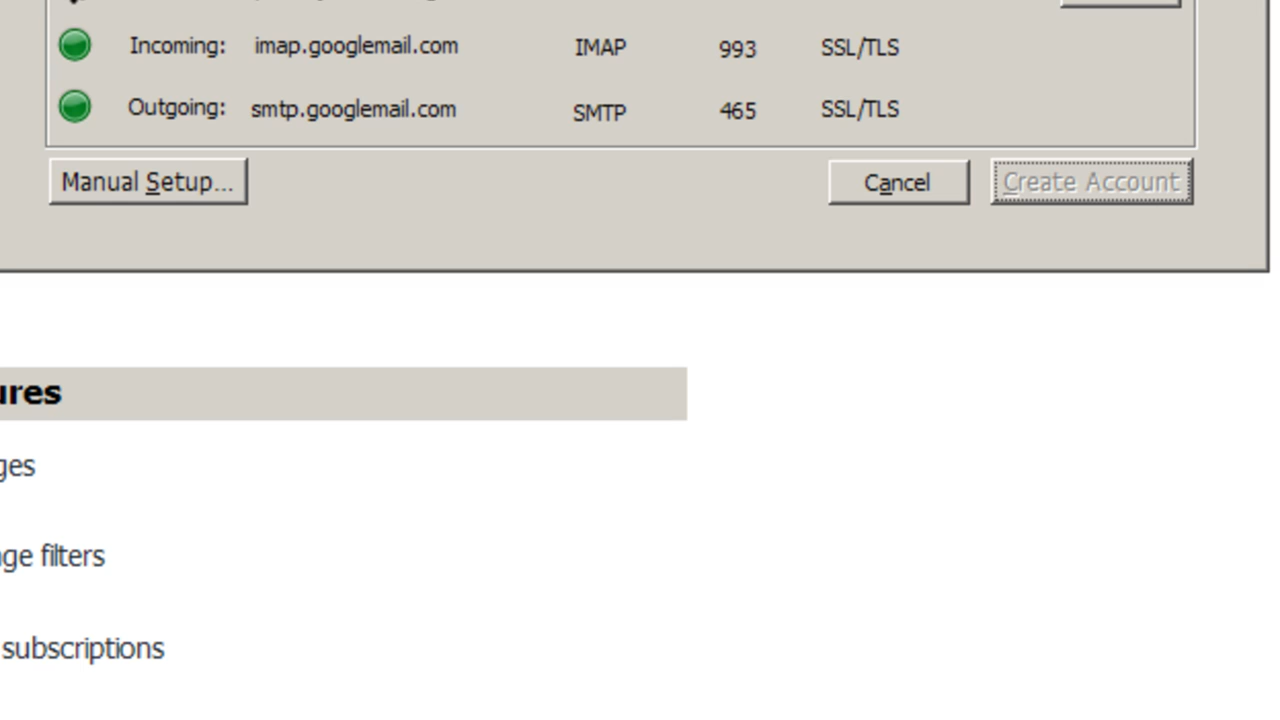 Incoming: imap.googlemail.com IMAP 993 SSL/TLS
Outgoing: smtp.googlemail.com SMTP 465 SSL/TLS
Manual Setup... Cancel Create Account
ures
ges
ge filters
subscriptions